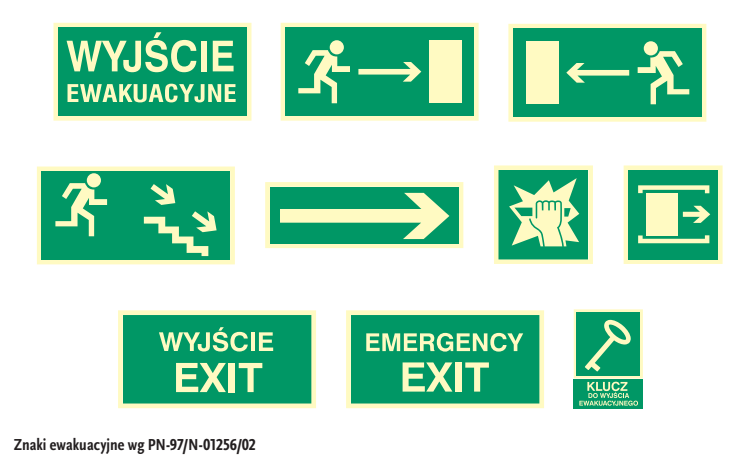 WYJŚCIE
EWAKUACYJNE
WYJŚCIE
EXIT
EMERGENCY
EXIT
KLUCZ
DO WYJŚCIA
EWAKUACYJNEGO
Znaki ewakuacyjne wg PN-97/N-01256/02